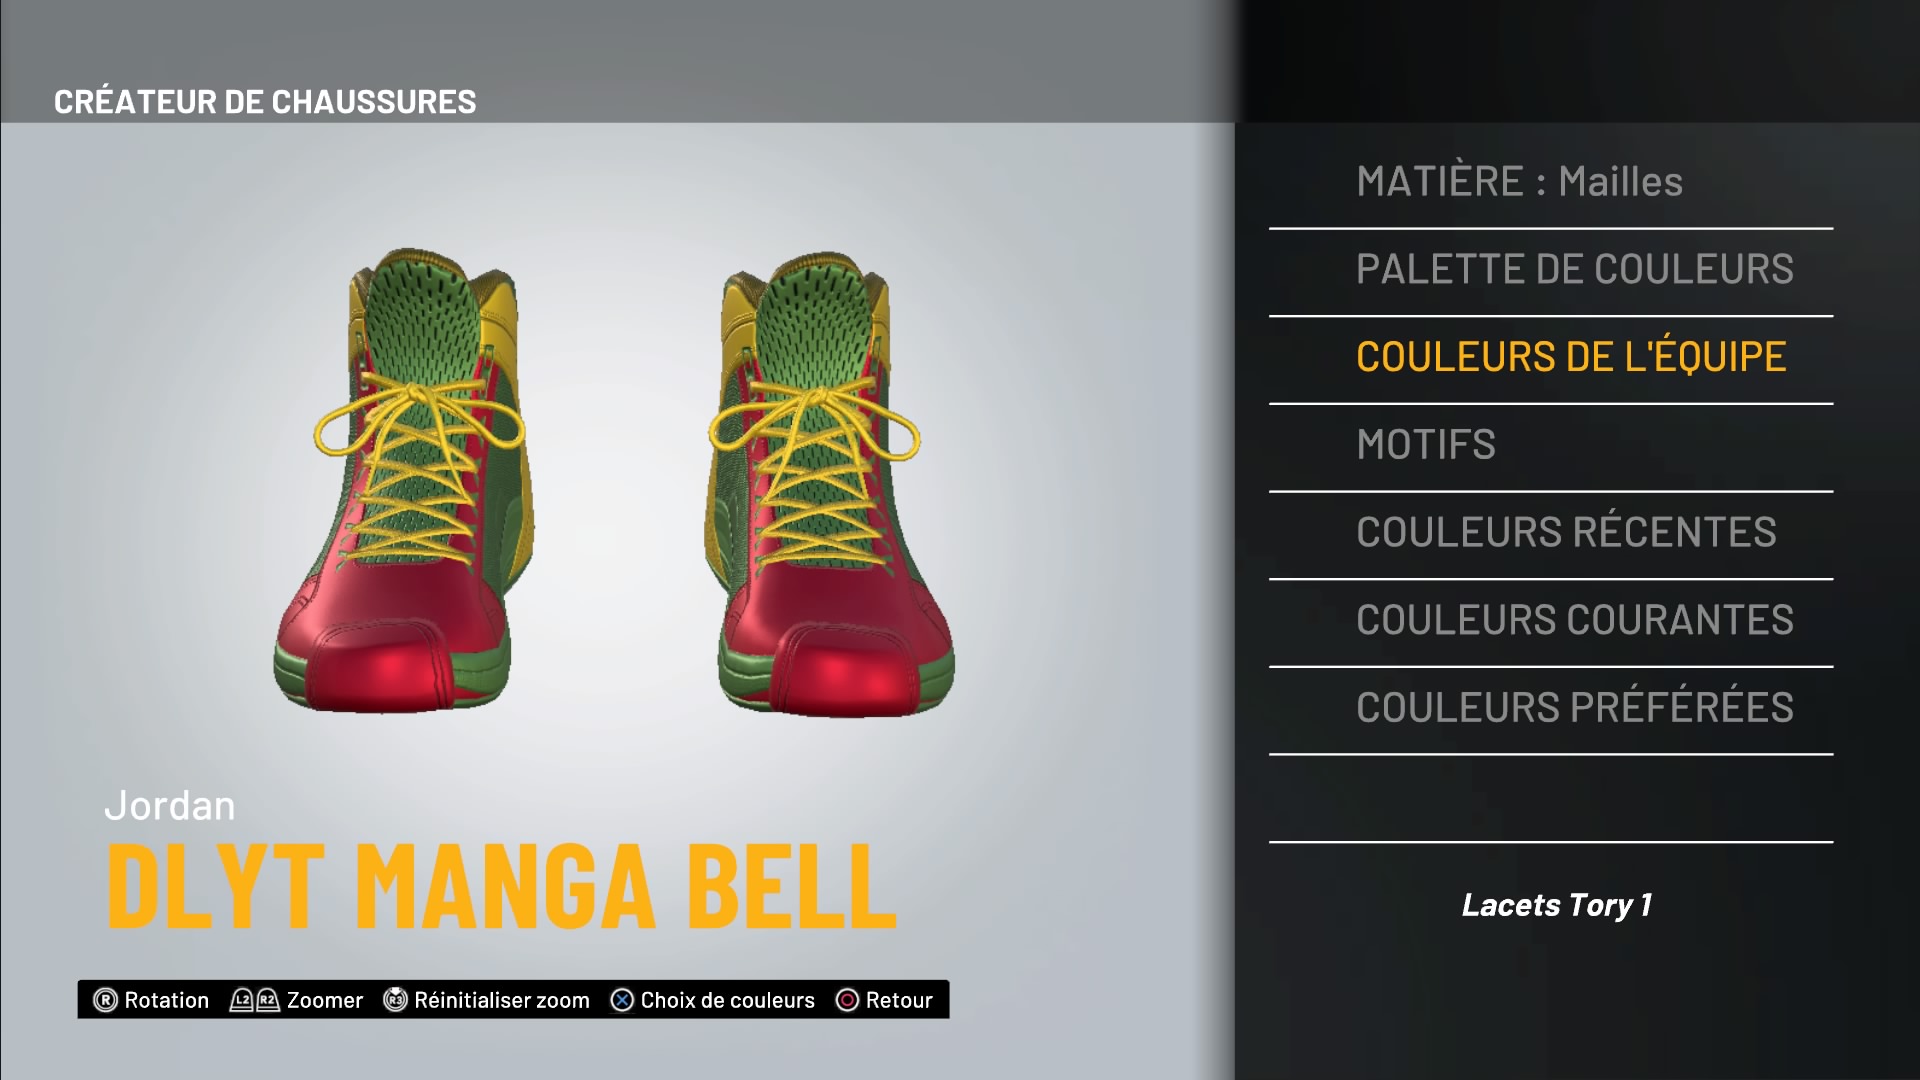 CRÉATEUR DE CHAUSSURES
MATIÈRE : Mailles
PALETTE DE COULEURS
COULEURS DE L'ÉQUIPE
MOTIFS
COULEURS RÉCENTES
COULEURS COURANTES
COULEURS PRÉFÉRÉES
Lacets Tory 1
Jordan
DLYT MANGA BELL
R Rotation L2 R2 Zoomer R3 Réinitialiser zoom Choix de couleurs Retour